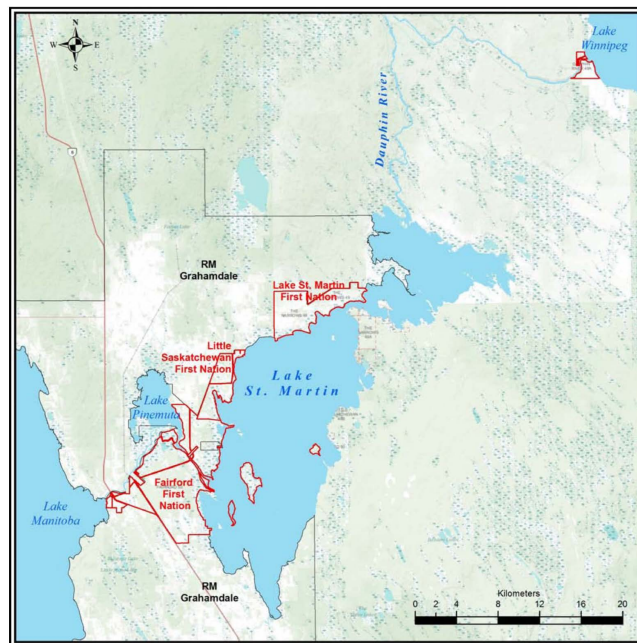 N
W E
S
Lake
Winnipeg
Dauphin River
6
RM
Grahamdale
Lake St. Martin
First Nation
Little
Saskatchewan
First Nation
Lake
St. Martin
Lake
Pinemuta
Fairford
First
Nation
Lake
Manitoba
RM
Grahamdale
Kilometers
0 2 4 8 12 16 20